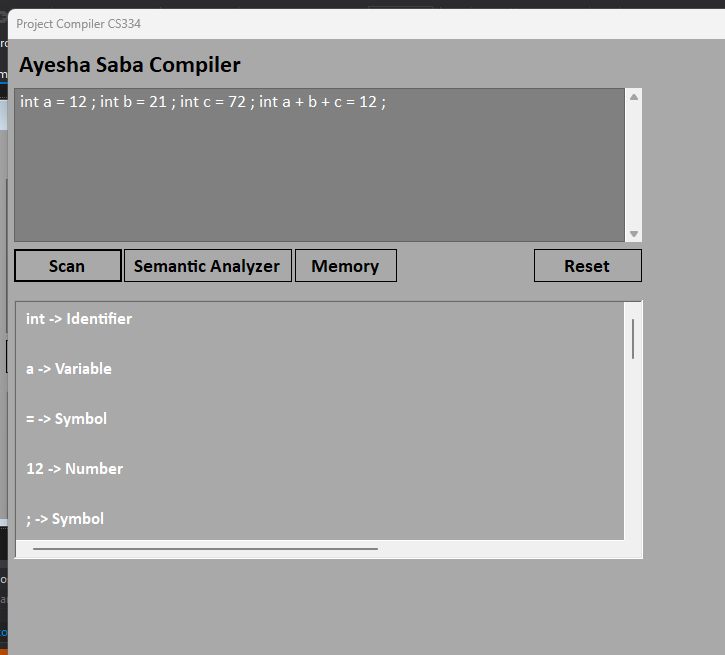 Project Compiler CS334
Ayesha Saba Compiler
int a = 12 ; int b = 21 ; int c = 72 ; int a + b + c = 12 ;
Scan
Semantic Analyzer
Memory
Reset
int -> Identifier
a -> Variable
= -> Symbol
12 -> Number
; -> Symbol